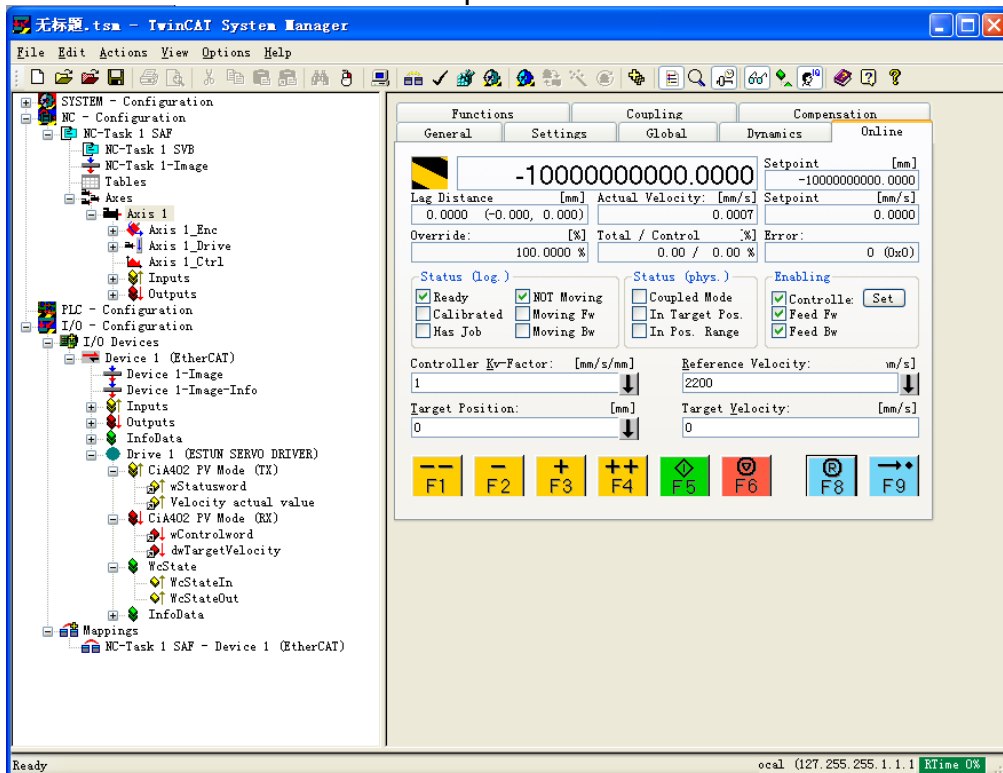 无标题.tsm - TwinCAT System Manager
File Edit Actions View Options Help
SYSTEM - Configuration
NC - Configuration
NC-Task 1 SAF
NC-Task 1 SVB
NC-Task 1-Image
Tables
Axes
Axis 1
Axis 1_Enc
Axis 1_Drive
Axis 1_Ctrl
Inputs
Outputs
PLC - Configuration
I/O - Configuration
I/O Devices
Device 1 (EtherCAT)
Device 1-Image
Device 1-Image-Info
Inputs
Outputs
InfoData
Drive 1 (ESTUN SERVO DRIVER)
CiA402 PV Mode (TX)
wStatusword
Velocity actual value
CiA402 PV Mode (RX)
wControlword
dwTargetVelocity
WcState
WcStateIn
WcStateOut
InfoData
Mappings
NC-Task 1 SAF - Device 1 (EtherCAT)
Functions Coupling Compensation
General Settings Global Dynamics Online
-10000000000.0000
Setpoint [mm]
-10000000000.0000
Lag Distance [mm] Actual Velocity: [mm/s] Setpoint [mm/s]
0.0000 (-0.000, 0.000) 0.0007 0.0000
Override: [%] Total / Control [%] Error:
100.0000 % 0.00 / 0.00 % 0 (0x0)
Status (log.) Status (phys.) Enabling
Ready NOT Moving Coupled Mode Controlle: Set
Calibrated Moving Fw In Target Pos. Feed Fw
Has Job Moving Bw In Pos. Range Feed Bw
Controller Kv-Factor: [mm/s/mm] Reference Velocity: m/s]
1 2200
Target Position: [mm] Target Velocity: [mm/s]
0 0
-- - + ++
F1 F2 F3 F4 F5 F6 F8 F9
Ready ocal (127.255.255.1.1.1 RTime 0%